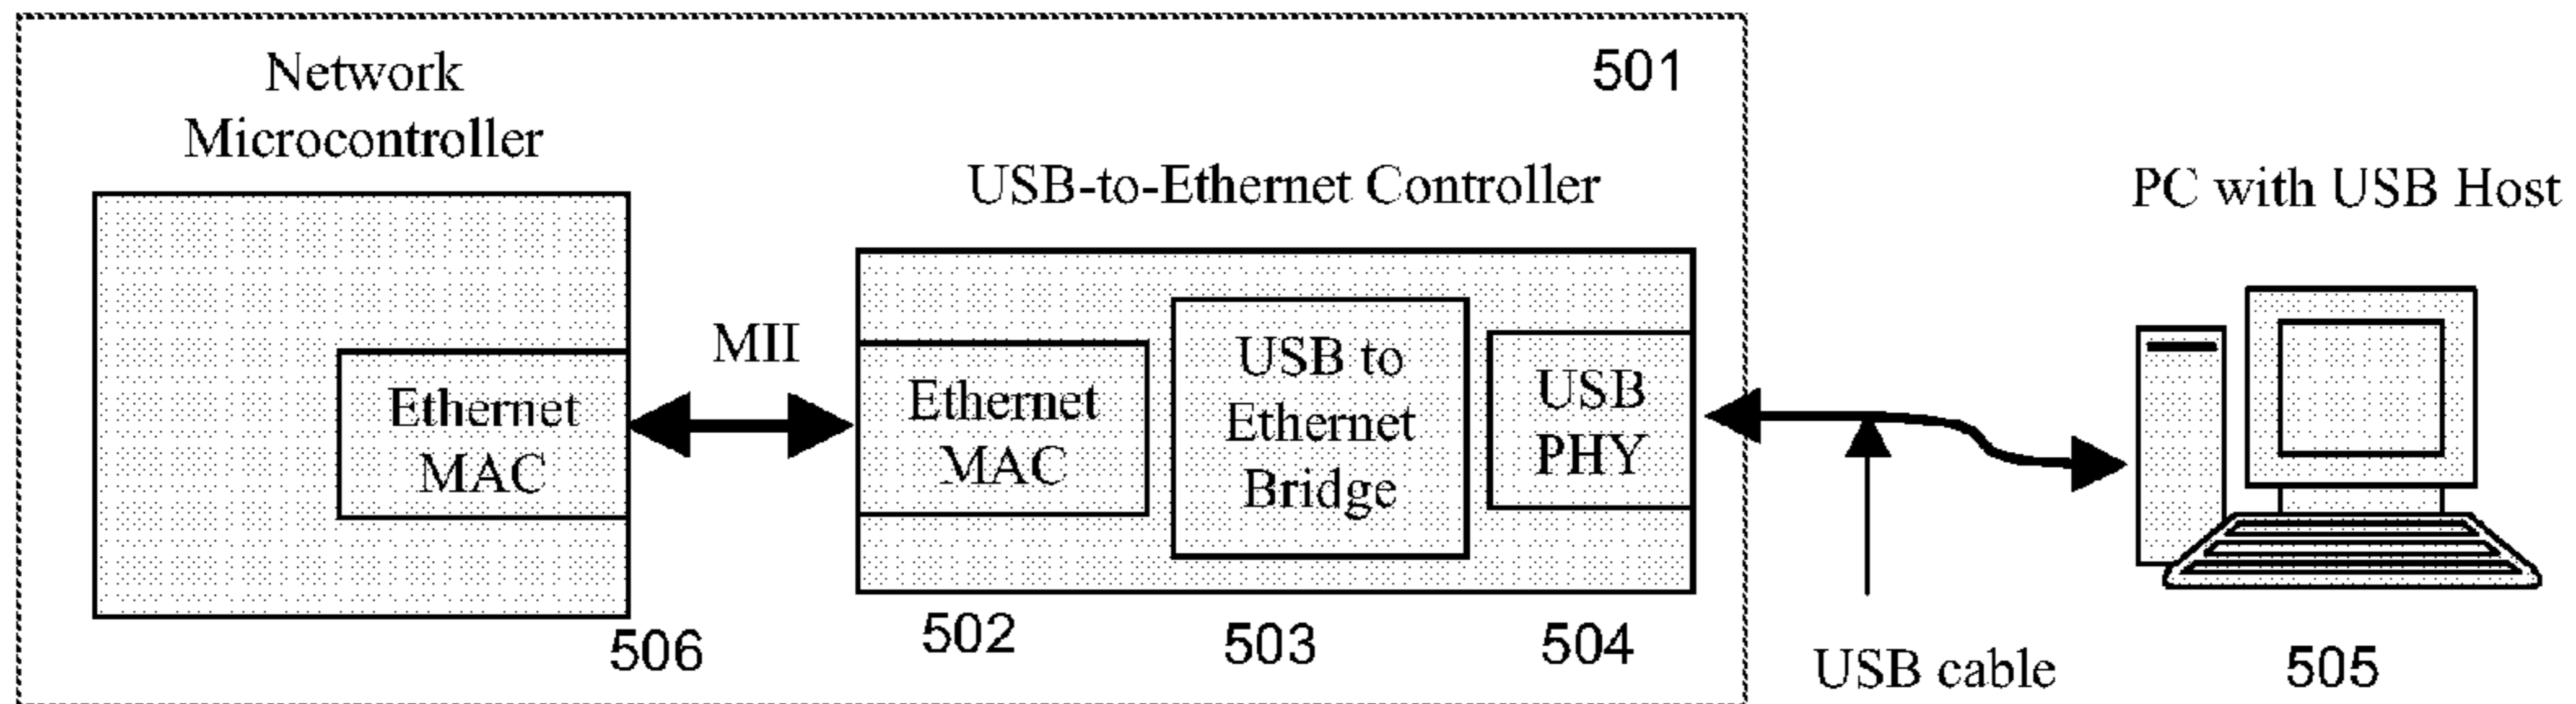 Network
Microcontroller
501
USB-to-Ethernet Controller
PC with USB Host
MII
Ethernet
MAC
Ethernet
MAC
USB to
Ethernet
Bridge
USB
PHY
506
502
503
504
USB cable
505